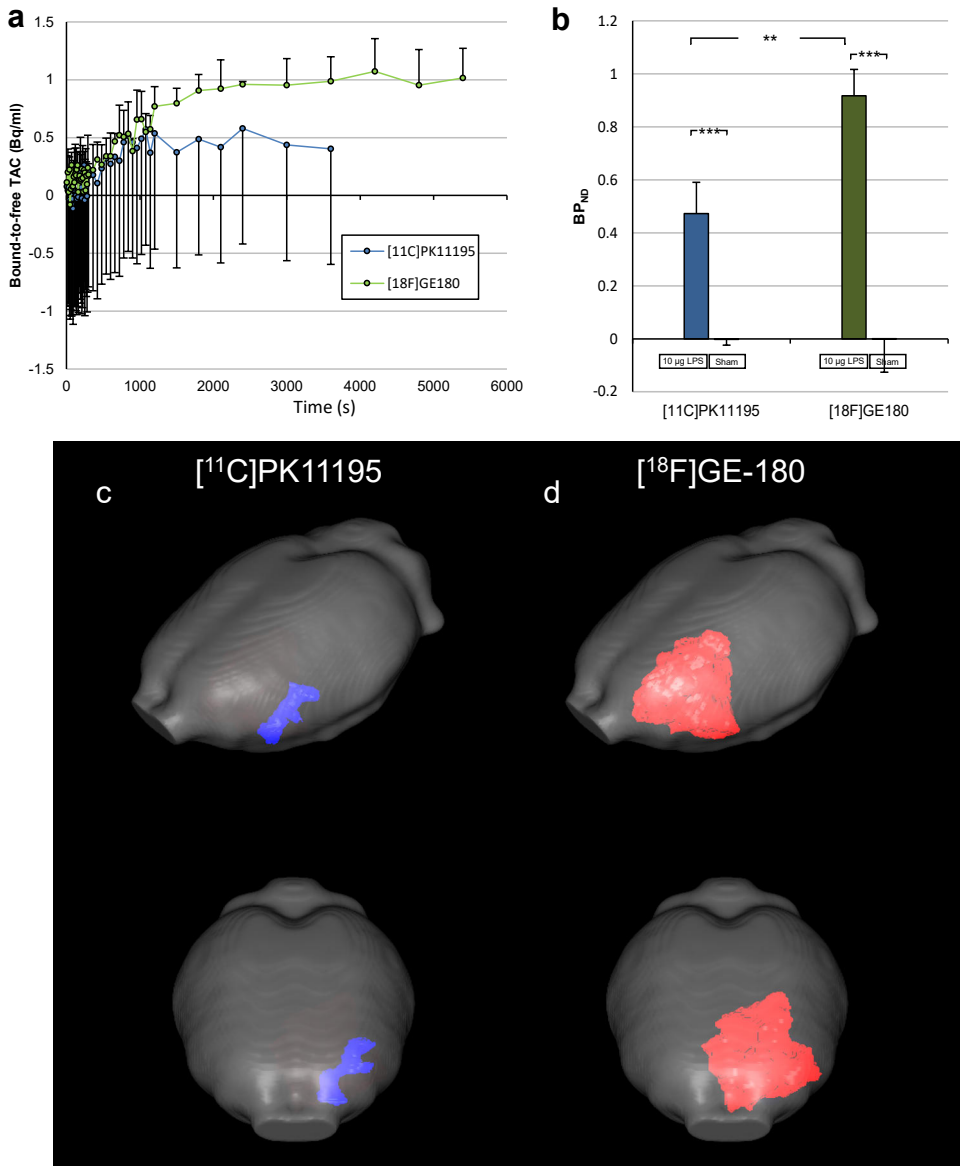 a
Bound-to-free TAC (Bq/ml)
1.5
1
0.5
0
-0.5
-1
-1.5
0
1000
2000
3000
4000
5000
6000
Time (s)
[11C]PK11195
[18F]GE180
b
BP_ND
1.2
1
0.8
0.6
0.4
0.2
0
-0.2
**
***
***
10 µg LPS
Sham
10 µg LPS
Sham
[11C]PK11195
[18F]GE180
[¹¹C]PK11195
c
[¹⁸F]GE-180
d